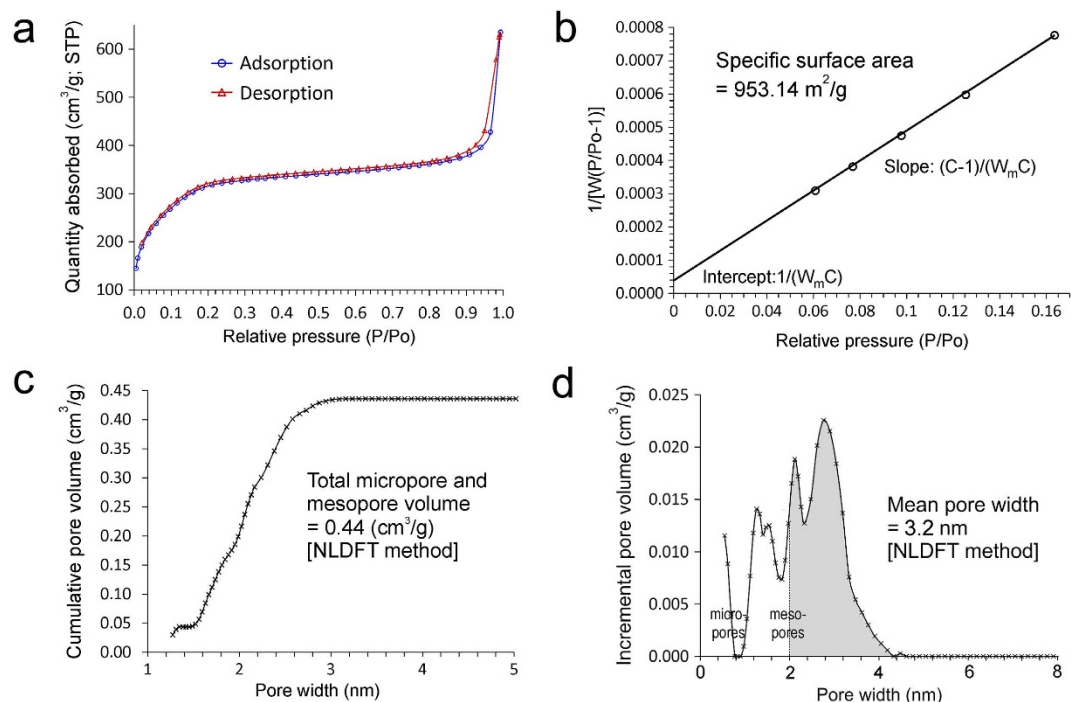 a
Quantity absorbed (cm³/g; STP)
600
500
400
300
200
100
Adsorption
Desorption
0.0 0.1 0.2 0.3 0.4 0.5 0.6 0.7 0.8 0.9 1.0
Relative pressure (P/Po)
b
1/[W(P/Po-1)]
0.0008
0.0007
0.0006
0.0005
0.0004
0.0003
0.0002
0.0001
0.0000
Specific surface area
= 953.14 m²/g
Slope: (C-1)/(WₘC)
Intercept:1/(WₘC)
0 0.02 0.04 0.06 0.08 0.1 0.12 0.14 0.16
Relative pressure (P/Po)
c
Cumulative pore volume (cm³/g)
0.45
0.40
0.35
0.30
0.25
0.20
0.15
0.10
0.05
0.00
Total micropore and
mesopore volume
= 0.44 (cm³/g)
[NLDFT method]
1 2 3 4 5
Pore width (nm)
d
Incremental pore volume (cm³/g)
0.025
0.020
0.015
0.010
0.005
0.000
Mean pore width
= 3.2 nm
[NLDFT method]
micro-
pores
meso-
pores
0 2 4 6 8
Pore width (nm)